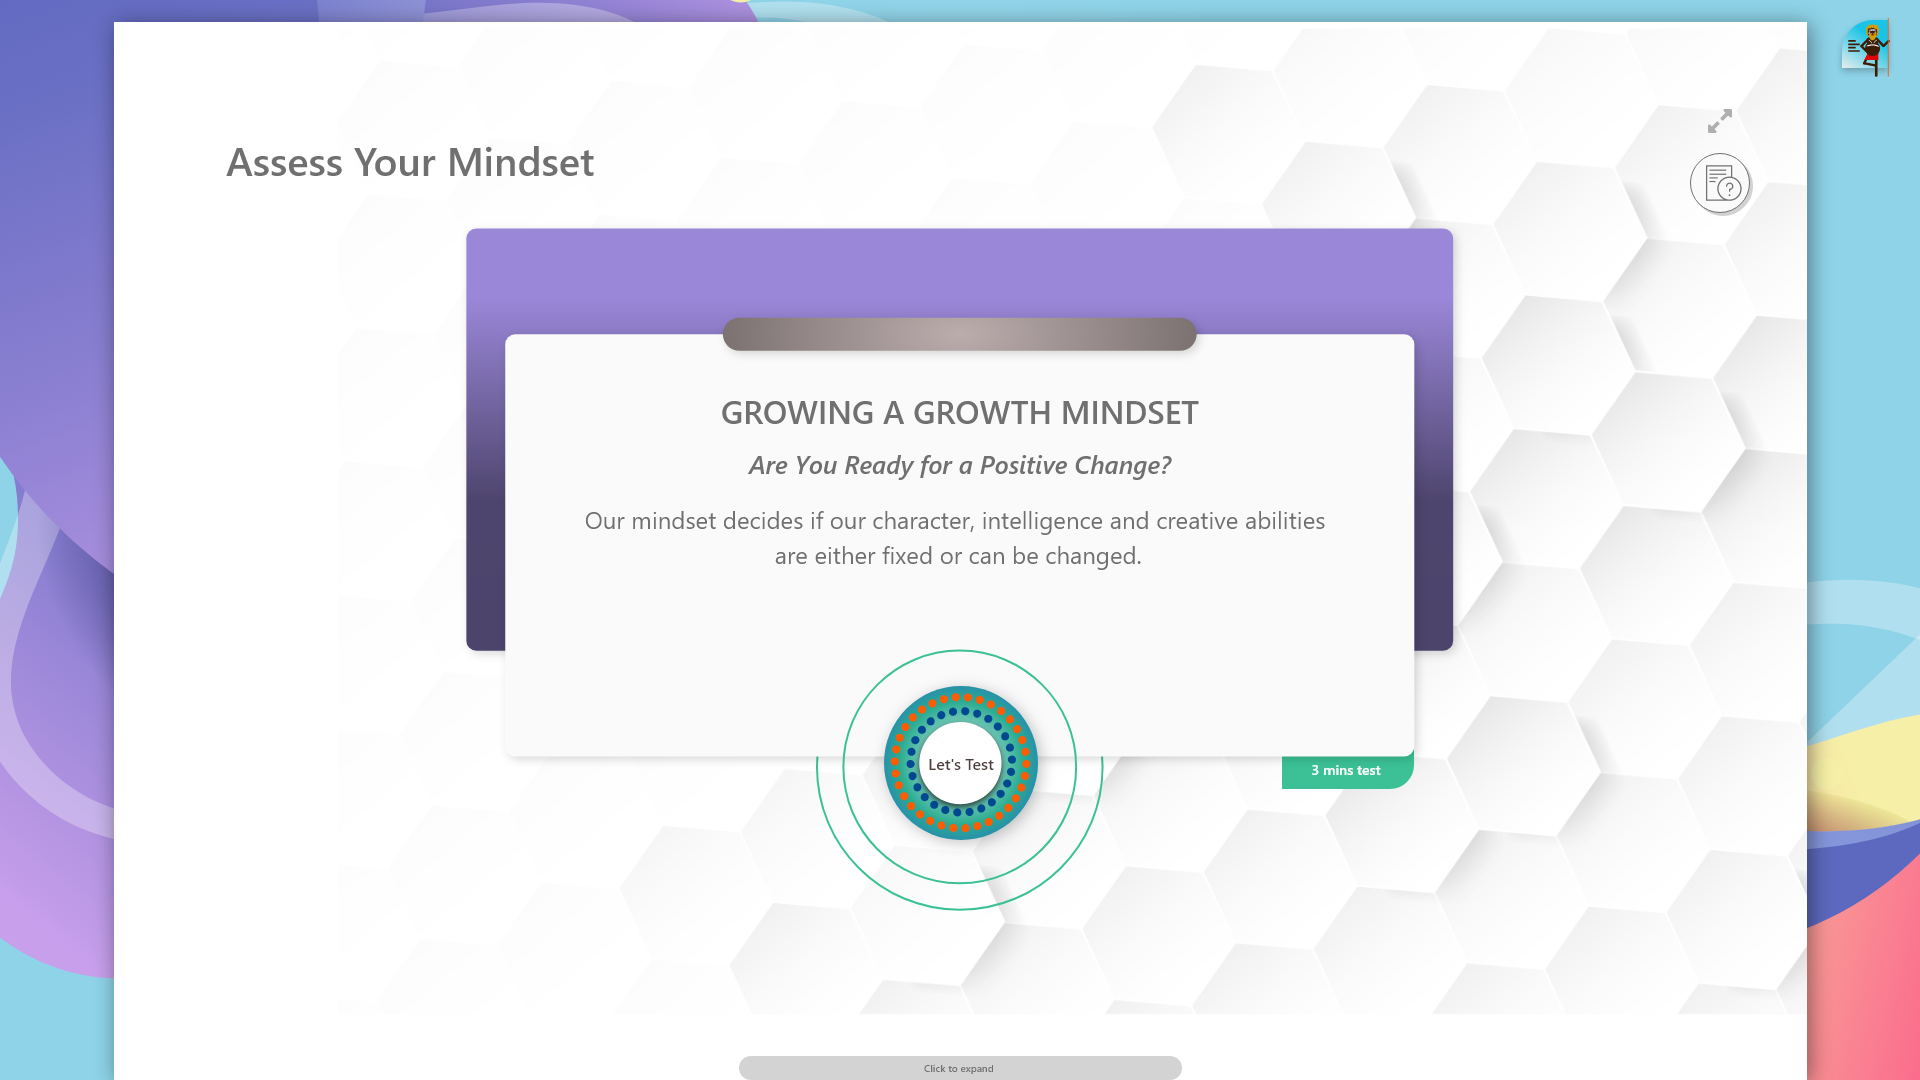 Assess Your Mindset
GROWING A GROWTH MINDSET
Are You Ready for a Positive Change?
Our mindset decides if our character, intelligence and creative abilities
are either fixed or can be changed.
Let's Test
3 mins test
Click to expand